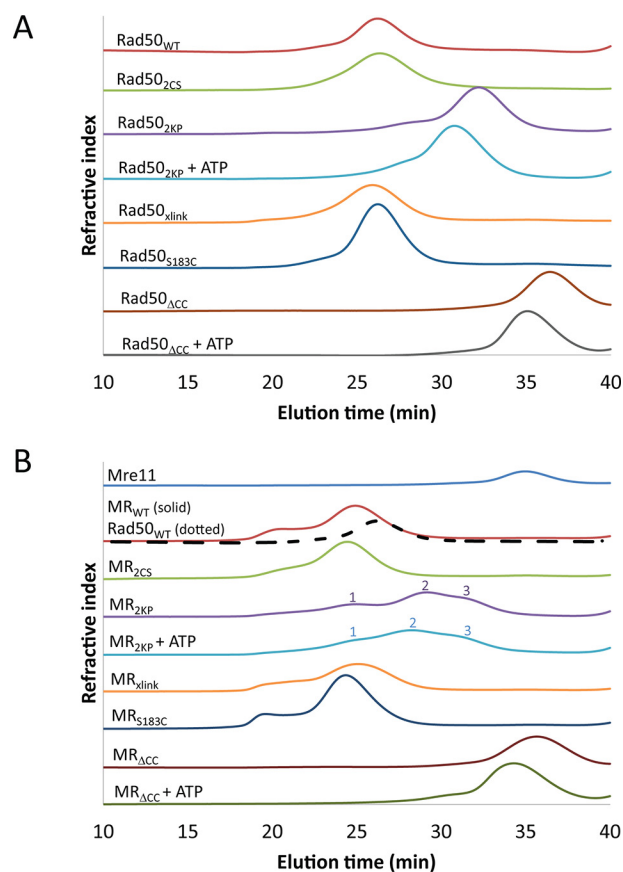 A
Refractive index
Rad50WT
Rad502CS
Rad502KP
Rad502KP + ATP
Rad50xlink
Rad50S183C
Rad50ΔCC
Rad50ΔCC + ATP
10 15 20 25 30 35 40
Elution time (min)
B
Refractive index
Mre11
MRWT (solid)
Rad50WT (dotted)
MR2CS
MR2KP 1 2 3
MR2KP + ATP 1 2 3
MRxlink
MRS183C
MRΔCC
MRΔCC + ATP
10 15 20 25 30 35 40
Elution time (min)